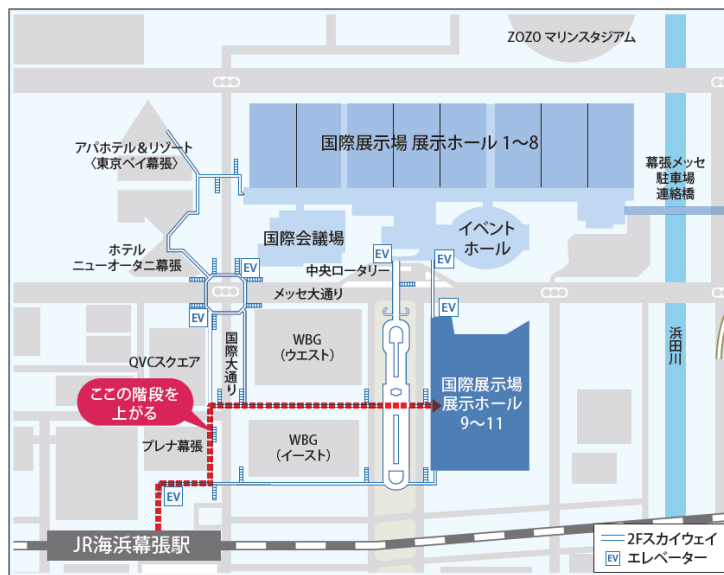 ZOZO マリンスタジアム
アパホテル＆リゾート
〈東京ベイ幕張〉
国際展示場 展示ホール 1〜8
幕張メッセ
駐車場
連絡橋
国際会議場
イベント
ホール
ホテル
ニューオータニ幕張
EV
中央ロータリー
EV
EV
メッセ大通り
EV
EV
QVCスクエア
国際大通り
WBG
（ウエスト）
浜田川
国際展示場
展示ホール
9〜11
ここの階段を
上がる
プレナ幕張
WBG
（イースト）
EV
JR海浜幕張駅
2Fスカイウェイ
EV エレベーター